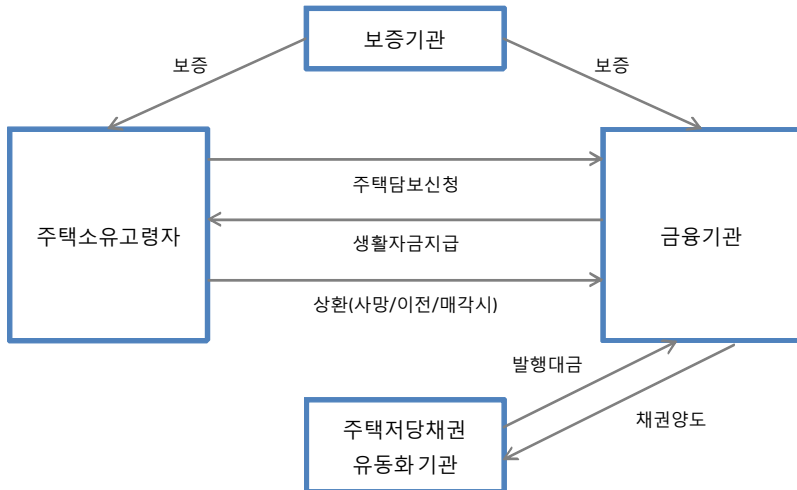 보증기관
보증
보증
주택담보신청
주택소유고령자
생활자금지급
금융기관
상환(사망/이전/매각시)
발행대금
주택저당채권
유동화 기관
채권양도